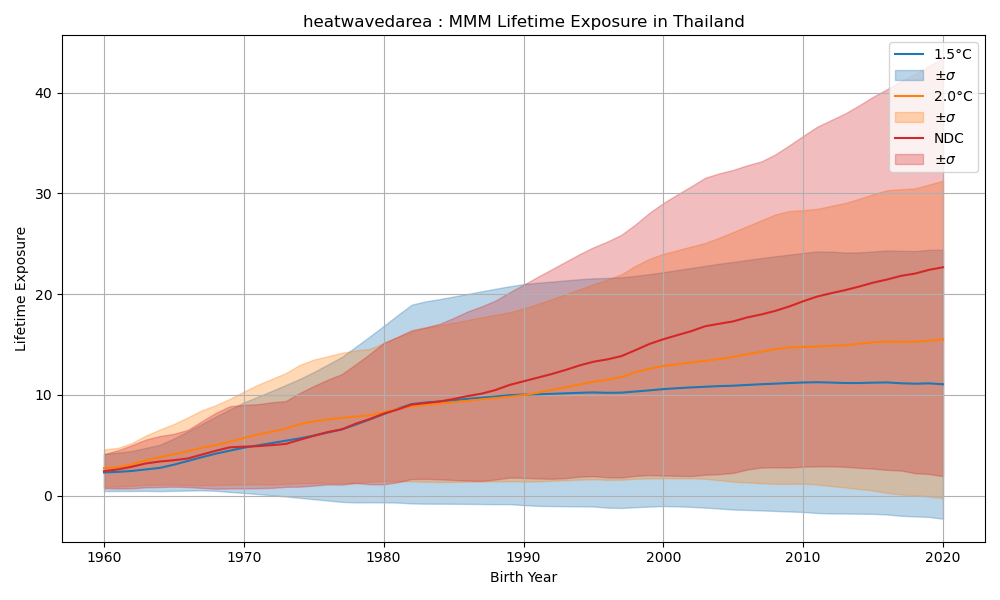 heatwavedarea : MMM Lifetime Exposure in Thailand
1.5°C
±σ
2.0°C
±σ
NDC
±σ
40
30
20
10
0
Lifetime Exposure
1960 1970 1980 1990 2000 2010 2020
Birth Year